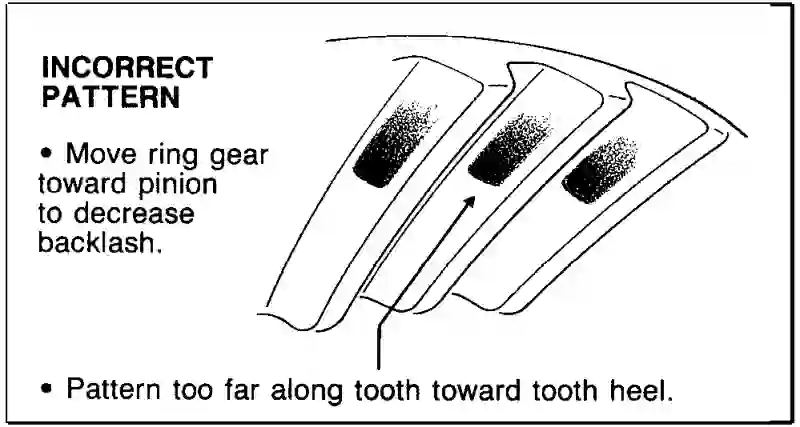 INCORRECT
PATTERN
• Move ring gear
toward pinion
to decrease
backlash.
• Pattern too far along tooth toward tooth heel.